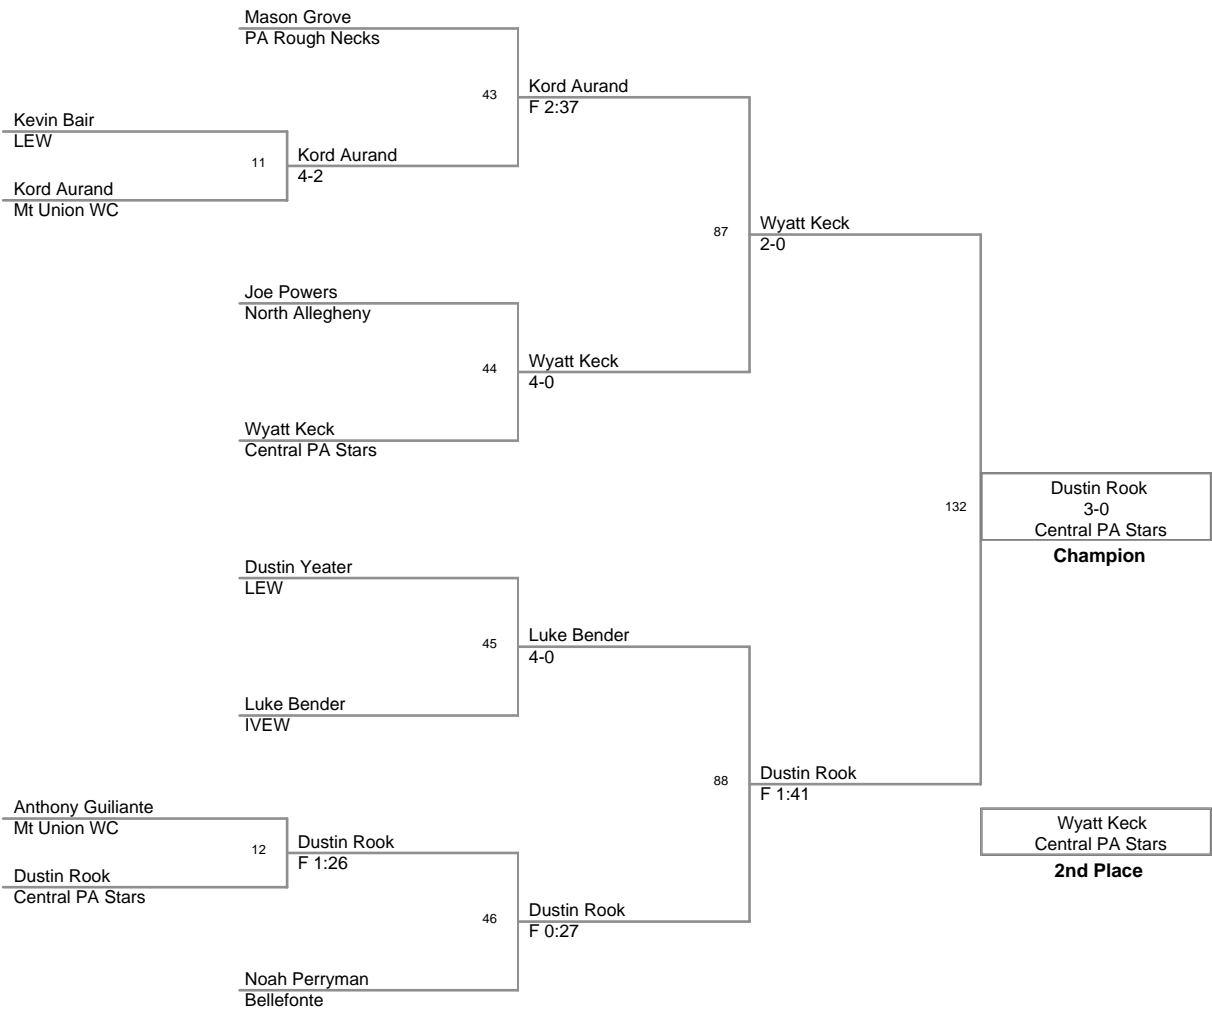 Mason Grove
PA Rough Necks
43
Kord Aurand
F 2:37
Kevin Bair
LEW
11
Kord Aurand
4-2
Kord Aurand
Mt Union WC
87
Wyatt Keck
2-0
Joe Powers
North Allegheny
44
Wyatt Keck
4-0
Wyatt Keck
Central PA Stars
132
Dustin Rook
3-0
Central PA Stars
Champion
Dustin Yeater
LEW
45
Luke Bender
4-0
Luke Bender
IVEW
88
Dustin Rook
F 1:41
Anthony Guiliante
Mt Union WC
12
Dustin Rook
F 1:26
Dustin Rook
Central PA Stars
46
Dustin Rook
F 0:27
Noah Perryman
Bellefonte
Wyatt Keck
Central PA Stars
2nd Place